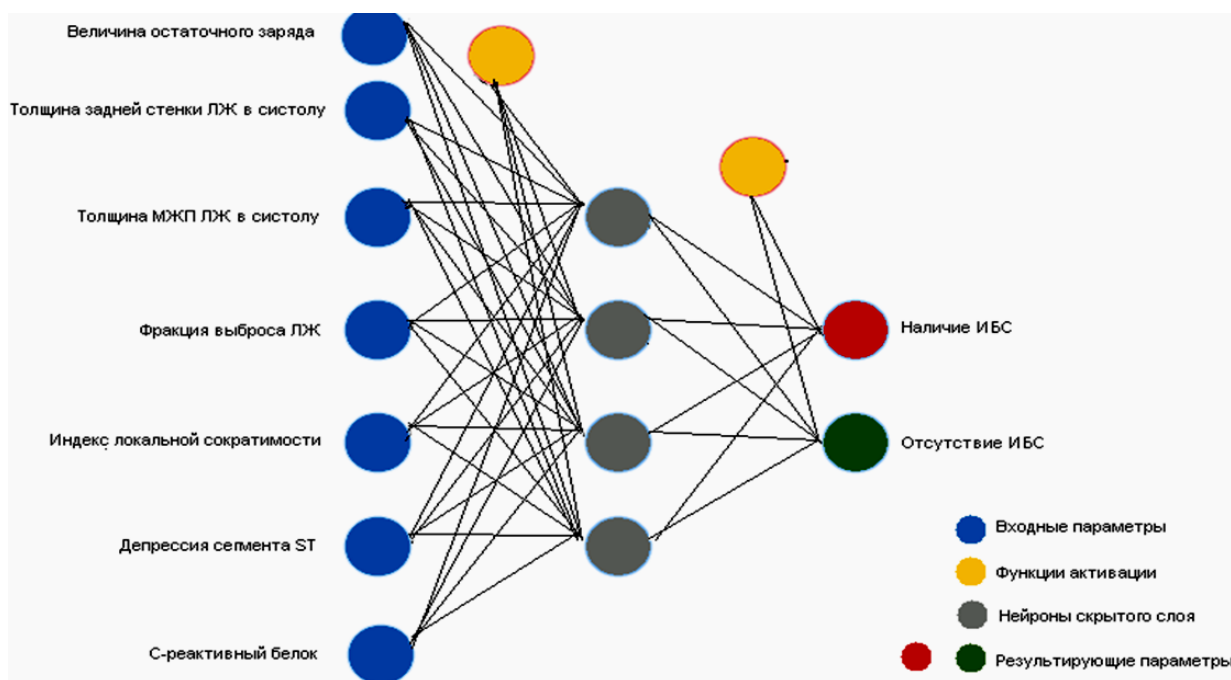 Величина остаточного заряда
Толщина задней стенки ЛЖ в систолу
Толщина МЖП ЛЖ в систолу
Фракция выброса ЛЖ
Наличие ИБС
Индекс локальной сократимости
Отсутствие ИБС
Депрессия сегмента ST
С-реактивный белок
Входные параметры
Функции активации
Нейроны скрытого слоя
Результирующие параметры